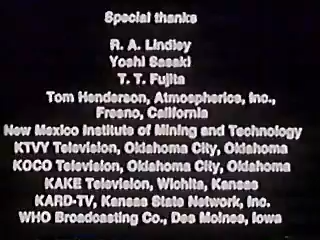 Special thanks
R. A. Lindley
Yoshi Sasaki
T. T. Fujita
Tom Henderson, Atmospherics, Inc.,
Fresno, California
New Mexico Institute of Mining and Technology
KTVY Television, Oklahoma City, Oklahoma
KOCO Television, Oklahoma City, Oklahoma
KAKE Television, Wichita, Kansas
KARD-TV, Kansas State Network, Inc.
WHO Broadcasting Co., Des Moines, Iowa